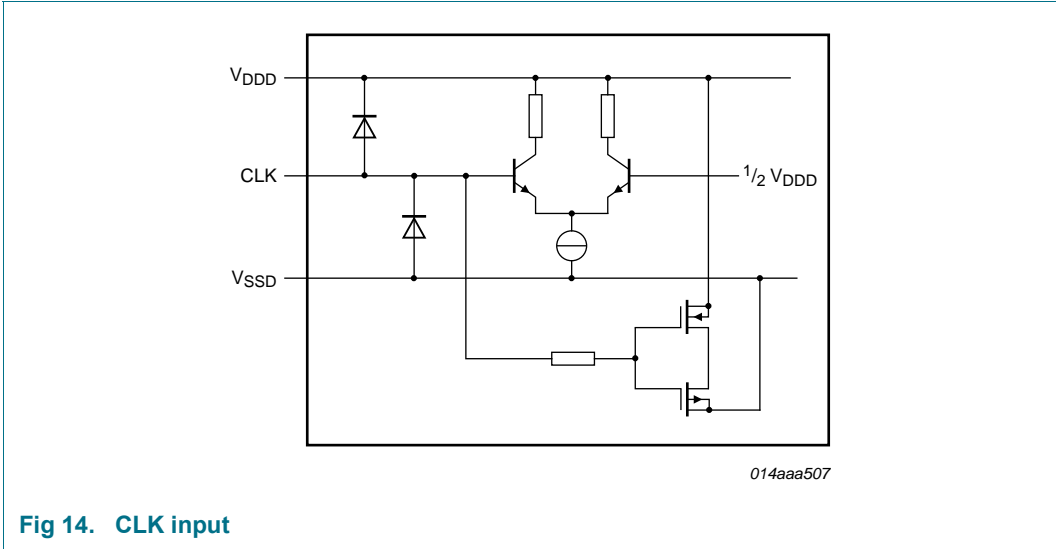 VDDD
CLK
1/2 VDDD
VSSD
014aaa507
Fig 14. CLK input